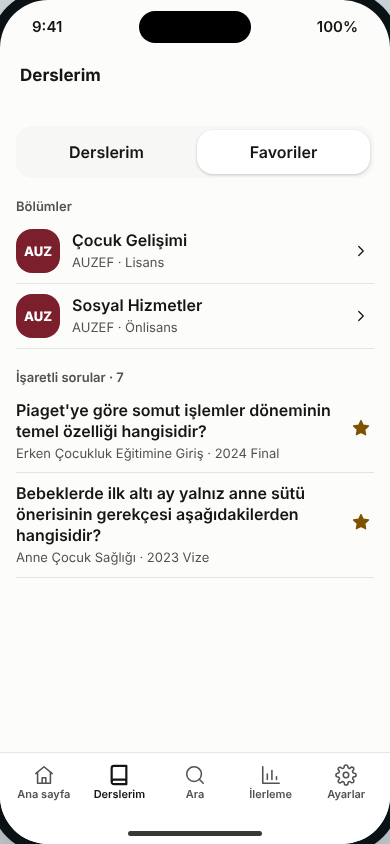 9:41
100%
Derslerim
Derslerim
Favoriler
Bölümler
AUZ
Çocuk Gelişimi
AUZEF · Lisans
AUZ
Sosyal Hizmetler
AUZEF · Önlisans
İşaretli sorular · 7
Piaget'ye göre somut işlemler döneminin
temel özelliği hangisidir?
Erken Çocukluk Eğitimine Giriş · 2024 Final
Bebeklerde ilk altı ay yalnız anne sütü
önerisinin gerekçesi aşağıdakilerden
hangisidir?
Anne Çocuk Sağlığı · 2023 Vize
Ana sayfa
Derslerim
Ara
İlerleme
Ayarlar